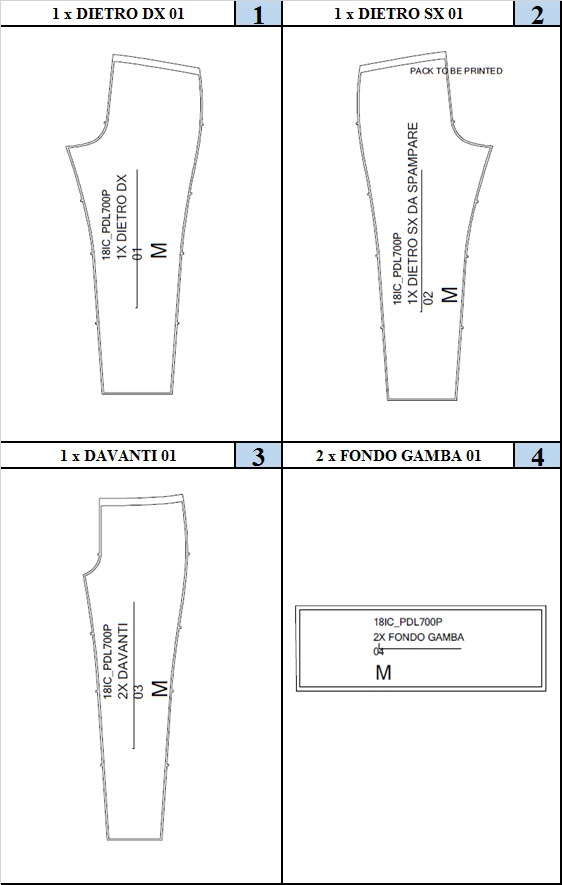 1 x DIETRO DX 01
1
18IC_PDL700P
1X DIETRO DX
01
M
1 x DIETRO SX 01
2
PACK TO BE PRINTED
18IC_PDL700P
1X DIETRO SX DA SPAMPARE
02
M
1 x DAVANTI 01
3
18IC_PDL700P
2X DAVANTI
03
M
2 x FONDO GAMBA 01
4
18IC_PDL700P
2X FONDO GAMBA
04
M